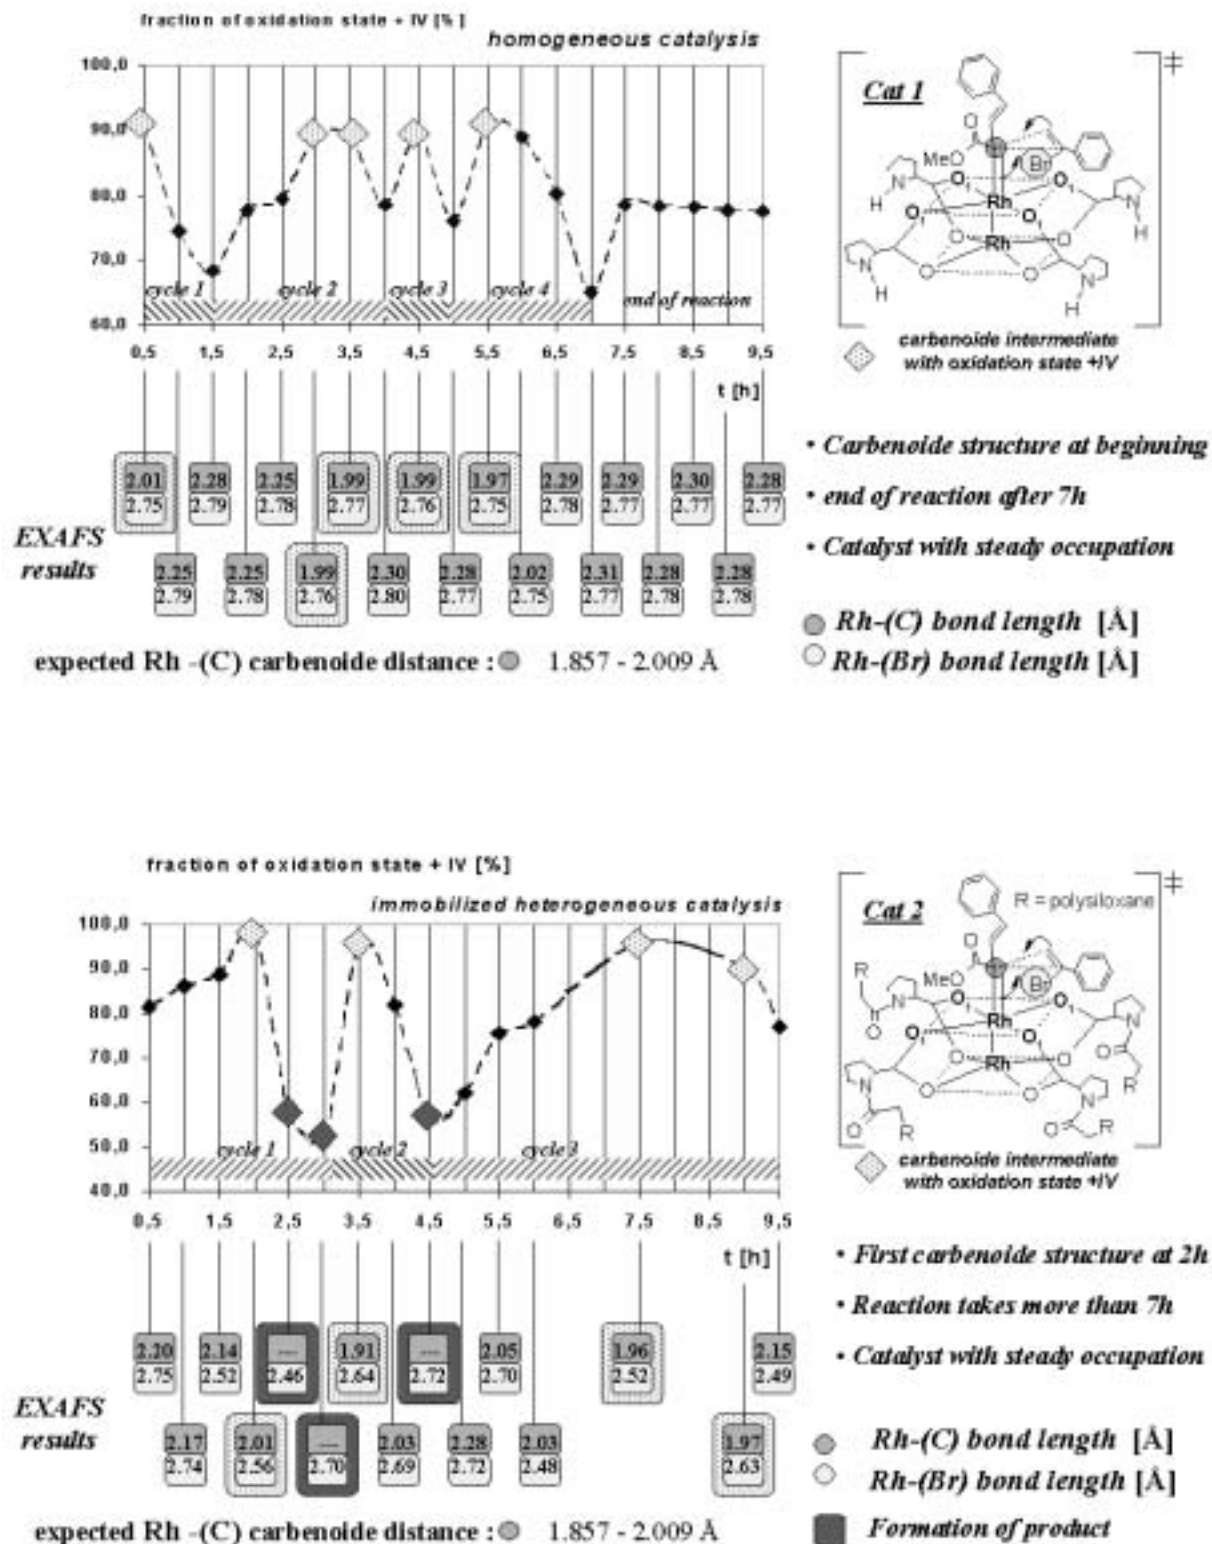 fraction of oxidation state + IV [%]
homogeneous catalysis
100,0
90,0
80,0
70,0
60,0
cycle 1
cycle 2
cycle 3
cycle 4
end of reaction
0,5 1,5 2,5 3,5 4,5 5,5 6,5 7,5 8,5 9,5
t [h]
Cat 1
‡
O
MeO
Br
N
H
O₁
O₁
O₁
O₁
Rh
Rh
O
O
O
O
N
H
N
H
N
H
carbenoide intermediate
with oxidation state +IV
2.01 2.28 2.25 1.99 1.99 1.97 2.29 2.29 2.30 2.28
2.75 2.79 2.78 2.77 2.76 2.75 2.78 2.77 2.77 2.77
EXAFS
results
2.25 2.25 1.99 2.30 2.28 2.02 2.31 2.28 2.28
2.79 2.78 2.76 2.80 2.77 2.75 2.77 2.78 2.78
• Carbenoide structure at beginning
• end of reaction after 7h
• Catalyst with steady occupation
Rh-(C) bond length [Å]
Rh-(Br) bond length [Å]
expected Rh -(C) carbenoide distance : 1.857 - 2.009 Å
fraction of oxidation state + IV [%]
immobilized heterogeneous catalysis
100,0
90,0
80,0
70,0
60,0
50,0
40,0
cycle 1
cycle 2
cycle 3
0,5 1,5 2,5 3,5 4,5 5,5 6,5 7,5 8,5 9,5
t [h]
Cat 2
R = polysiloxane
‡
O
MeO
Br
R
N
O
O₁
O₁
O₁
O₁
Rh
Rh
O
O
O
O
N
O
R
N
O
R
N
O
R
carbenoide intermediate
with oxidation state +IV
2.20 2.14 --- 1.91 --- 2.05 1.96 2.15
2.75 2.52 2.46 2.64 2.72 2.70 2.52 2.49
EXAFS
results
2.17 2.01 --- 2.03 2.28 2.03 1.97
2.74 2.56 2.70 2.69 2.72 2.48 2.63
• First carbenoide structure at 2h
• Reaction takes more than 7h
• Catalyst with steady occupation
Rh-(C) bond length [Å]
Rh-(Br) bond length [Å]
Formation of product
expected Rh -(C) carbenoide distance : 1.857 - 2.009 Å